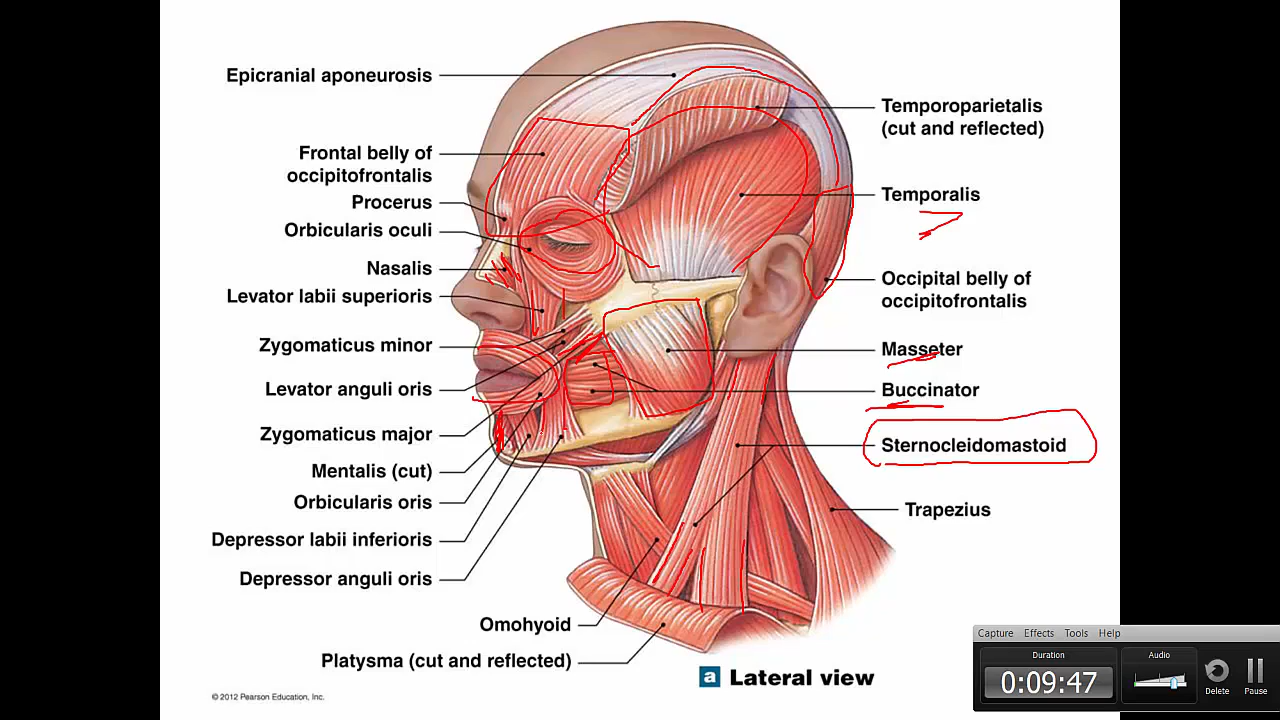 Epicranial aponeurosis
Frontal belly of
occipitofrontalis
Procerus
Orbicularis oculi
Nasalis
Levator labii superioris
Zygomaticus minor
Levator anguli oris
Zygomaticus major
Mentalis (cut)
Orbicularis oris
Depressor labii inferioris
Depressor anguli oris
Omohyoid
Platysma (cut and reflected)
© 2012 Pearson Education, Inc.
Temporoparietalis
(cut and reflected)
Temporalis
Occipital belly of
occipitofrontalis
Masseter
Buccinator
Sternocleidomastoid
Trapezius
a Lateral view
Capture Effects Tools Help
Duration
0:09:47
Audio
Delete
Pause